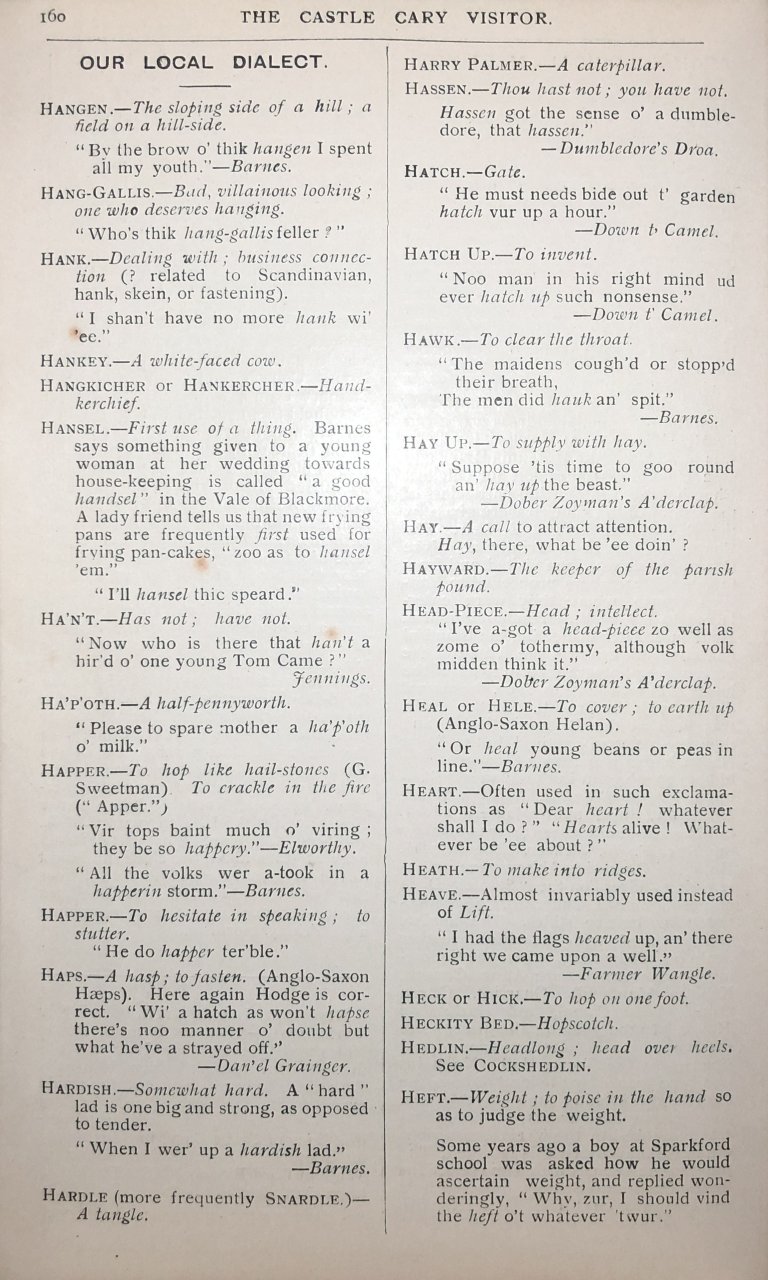 160
THE CASTLE CARY VISITOR.
OUR LOCAL DIALECT.
HANGEN.—The sloping side of a hill ; a
field on a hill-side.
“ By the brow o’ thik hangen I spent
all my youth.”—Barnes.
HANG-GALLIS.—Bad, villainous looking ;
one who deserves hanging.
“ Who’s thik hang-gallis feller ? ”
HANK.—Dealing with ; business connec-
tion (? related to Scandinavian,
hank, skein, or fastening).
“ I shan’t have no more hank wi’
’ee.”
HANKEY.—A white-faced cow.
HANGKICHER or HANKERCHER.—Hand-
kerchief.
HANSEL.—First use of a thing. Barnes
says something given to a young
woman at her wedding towards
house-keeping is called “ a good
handsel ” in the Vale of Blackmore.
A lady friend tells us that new frying
pans are frequently first used for
frying pan-cakes, “ zoo as to hansel
’em.”
“ I’ll hansel thic speard.”
HA’N’T.—Has not ; have not.
“ Now who is there that han’t a
hir’d o’ one young Tom Came ? ”
Jennings.
HA’P’OTH.—A half-pennyworth.
“ Please to spare mother a ha’p’oth
o’ milk.”
HAPPER.—To hop like hail-stones (G.
Sweetman). To crackle in the fire
(“ Apper.”)
“ Vir tops baint much o’ viring ;
they be so happery.”—Elworthy.
“ All the volks wer a-took in a
happerin storm.”—Barnes.
HAPPER.—To hesitate in speaking ; to
stutter.
“ He do happer ter’ble.”
HAPS.—A hasp ; to fasten. (Anglo-Saxon
Hæps). Here again Hodge is cor-
rect. “ Wi’ a hatch as won’t hapse
there’s noo manner o’ doubt but
what he’ve a strayed off.”
—Dan’el Grainger.
HARDISH.—Somewhat hard. A “ hard ”
lad is one big and strong, as opposed
to tender.
“ When I wer’ up a hardish lad.”
—Barnes.
HARDLE (more frequently SNARDLE.)—
A tangle.
HARRY PALMER.—A caterpillar.
HASSEN.—Thou hast not ; you have not.
Hassen got the sense o’ a dumble-
dore, that hassen.”
—Dumbledore’s Droa.
HATCH.—Gate.
“ He must needs bide out t’ garden
hatch vur up a hour.”
—Down t’ Camel.
HATCH UP.—To invent.
“ Noo man in his right mind ud
ever hatch up such nonsense.”
—Down t’ Camel.
HAWK.—To clear the throat.
“ The maidens cough’d or stopp’d
their breath,
The men did hauk an’ spit.”
—Barnes.
HAY UP.—To supply with hay.
“ Suppose ’tis time to goo round
an’ hay up the beast.”
—Dober Zoyman’s A’derclap.
HAY.—A call to attract attention.
Hay, there, what be ’ee doin’ ?
HAYWARD.—The keeper of the parish
pound.
HEAD-PIECE.—Head ; intellect.
“ I’ve a-got a head-piece zo well as
zome o’ tothermy, although volk
midden think it.”
—Dober Zoyman’s A’derclap.
HEAL OR HELE.—To cover ; to earth up
(Anglo-Saxon Helan).
“ Or heal young beans or peas in
line.”—Barnes.
HEART.—Often used in such exclama-
tions as “ Dear heart ! whatever
shall I do ? ” “ Hearts alive ! What-
ever be ’ee about ? ”
HEATH.—To make into ridges.
HEAVE.—Almost invariably used instead
of Lift.
“ I had the flags heaved up, an’ there
right we came upon a well.”
—Farmer Wangle.
HECK or HICK.—To hop on one foot.
HECKITY BED.—Hopscotch.
HEDLIN.—Headlong ; head over heels.
See COCKSHEDLIN.
HEFT.—Weight ; to poise in the hand so
as to judge the weight.
Some years ago a boy at Sparkford
school was asked how he would
ascertain weight, and replied won-
deringly, “ Why, zur, I should vind
the heft o’t whatever ’twur.”